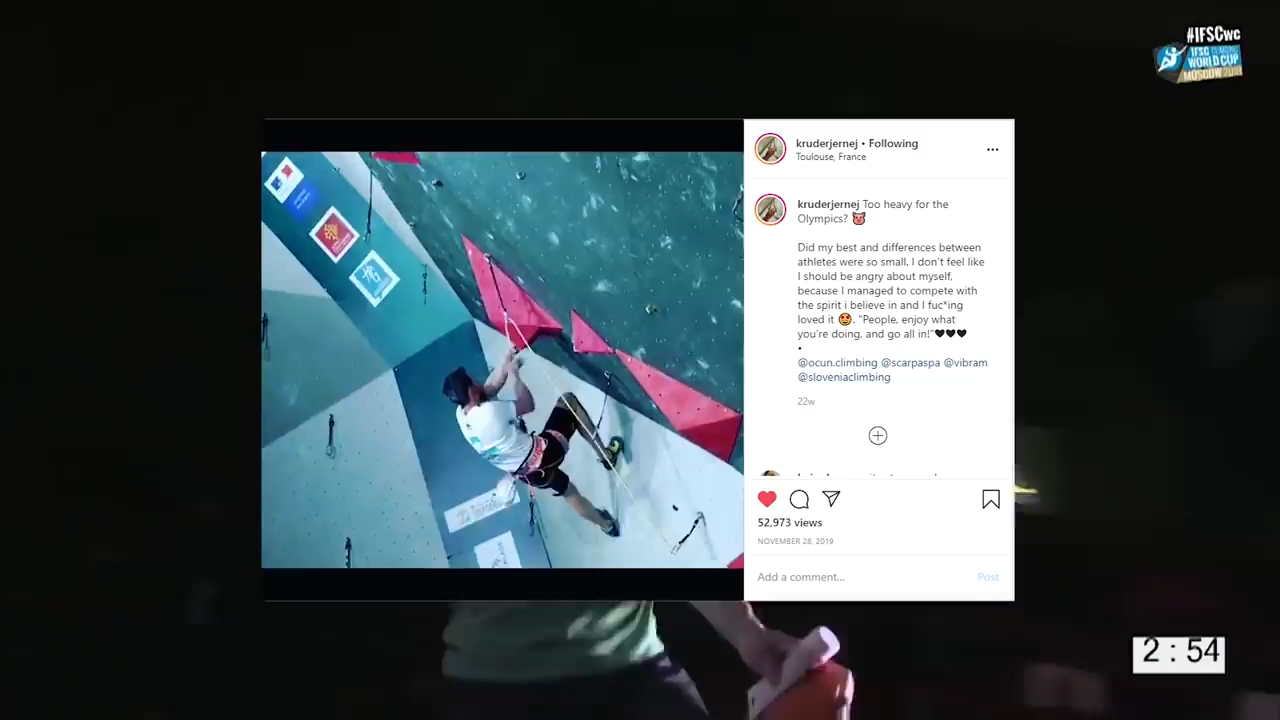 #IFSCwc
IFSC CLIMBING
WORLD CUP
MOSCOW 2018
kruderjernej • Following
Toulouse, France
kruderjernej Too heavy for the
Olympics? 🐷
Did my best and differences between
athletes were so small. I don't feel like
I should be angry about myself,
because I managed to compete with
the spirit i believe in and I fuc*ing
loved it 🤩. "People, enjoy what
you're doing, and go all in!"🖤🖤🖤
•
@ocun.climbing @scarpaspa @vibram
@sloveniaclimbing
22w
52,973 views
NOVEMBER 28, 2019
Add a comment...
Post
2 : 54